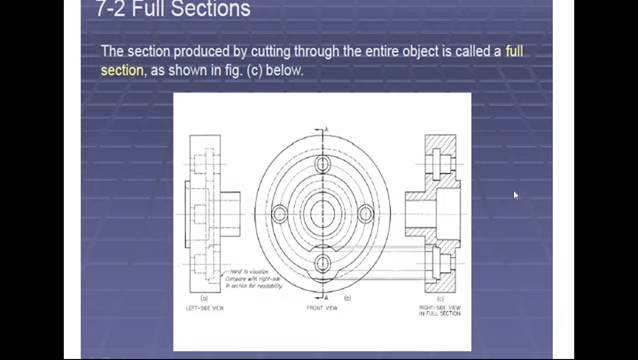 7-2 Full Sections
The section produced by cutting through the entire object is called a full
section, as shown in fig. (c) below.
A
Hard to visualize.
Compare with right-side
in section for readability.
(a)
A
(b)
(c)
LEFT-SIDE VIEW
FRONT VIEW
RIGHT-SIDE VIEW
IN FULL SECTION